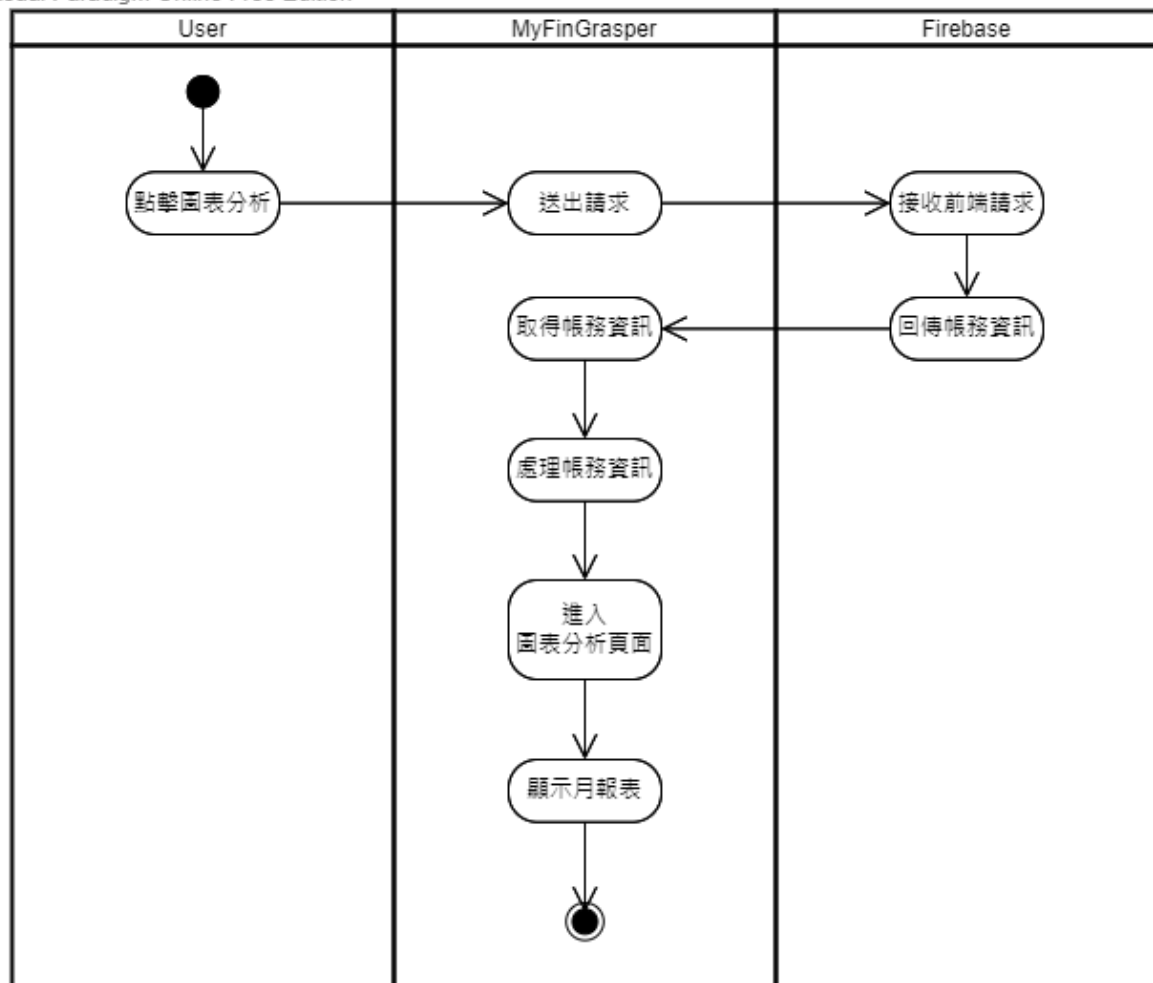 User
MyFinGrasper
Firebase
點擊圖表分析
送出請求
接收前端請求
取得帳務資訊
回傳帳務資訊
處理帳務資訊
進入
圖表分析頁面
顯示月報表